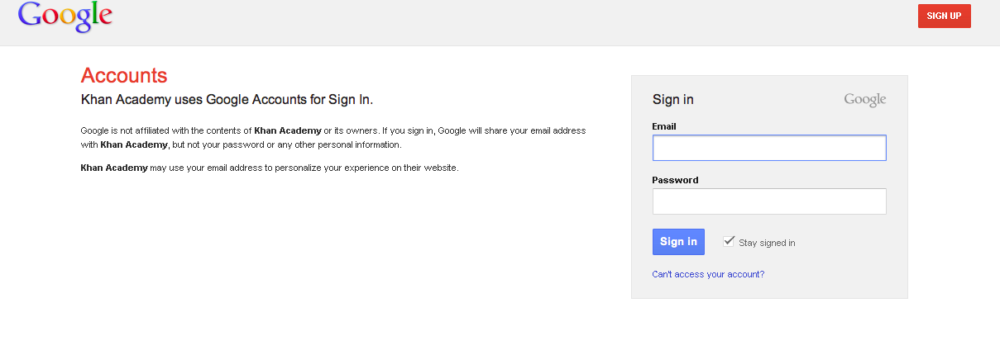 Google
SIGN UP
Accounts
Khan Academy uses Google Accounts for Sign In.
Google is not affiliated with the contents of Khan Academy or its owners. If you sign in, Google will share your email address
with Khan Academy, but not your password or any other personal information.
Khan Academy may use your email address to personalize your experience on their website.
Sign in
Google
Email
Password
Sign in
Stay signed in
Can't access your account?